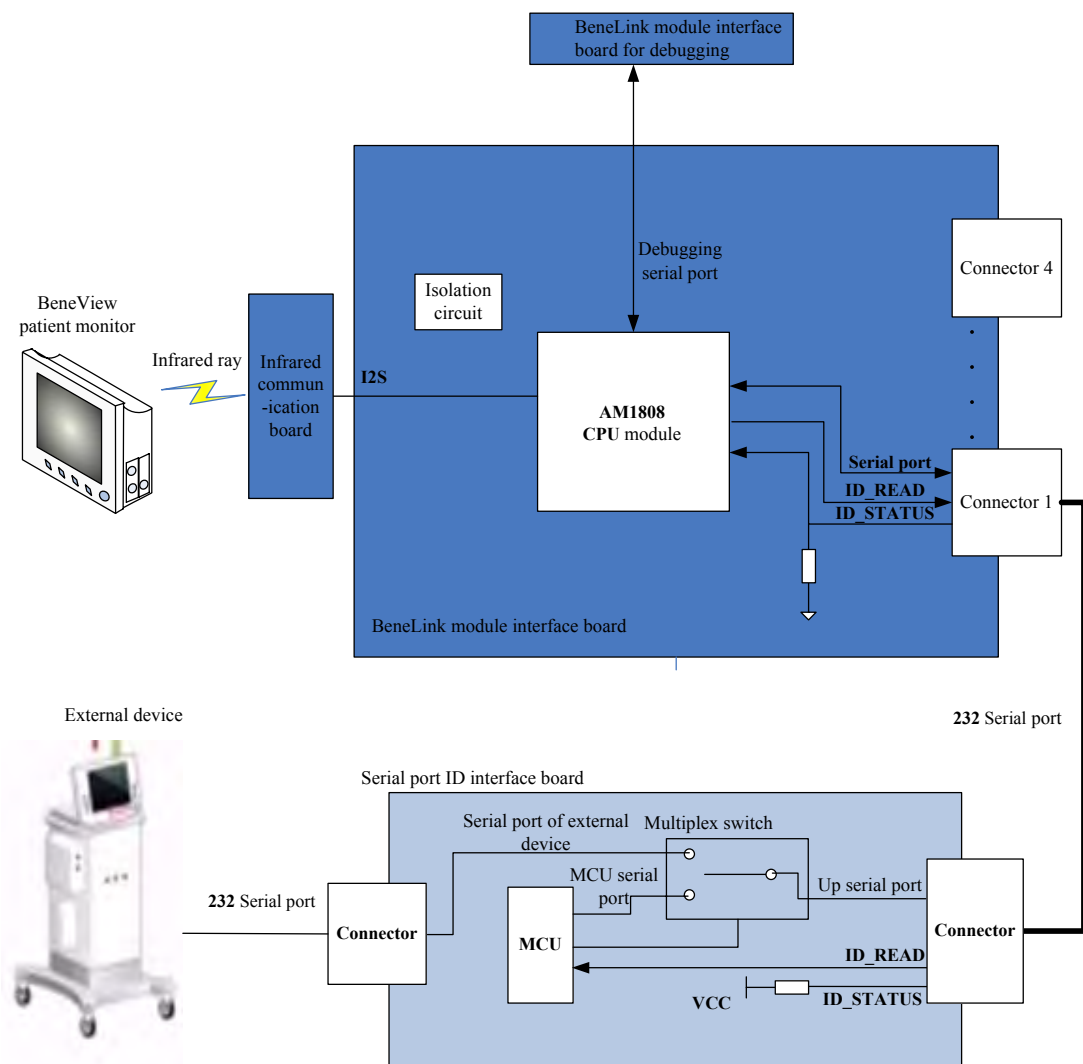 BeneLink module interface
board for debugging
Debugging
serial port
Connector 4
Isolation
circuit
BeneView
patient monitor
Infrared ray
Infrared
commun
-ication
board
I2S
AM1808
CPU module
Serial port
ID_READ
ID_STATUS
Connector 1
BeneLink module interface board
External device
232 Serial port
Serial port ID interface board
Serial port of external
device
Multiplex switch
MCU serial
port
Up serial port
232 Serial port
Connector
MCU
Connector
ID_READ
VCC
ID_STATUS